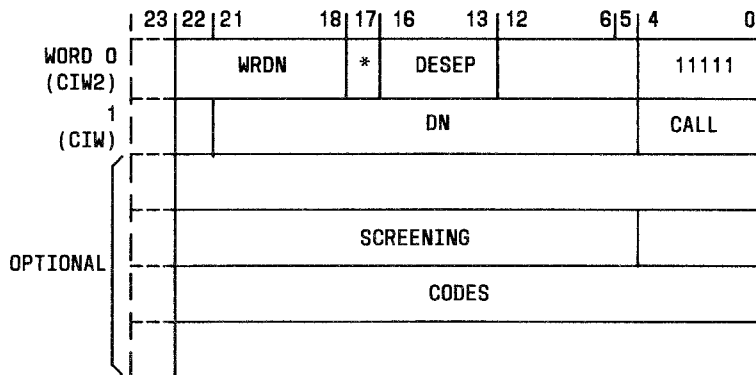 23 22 21 18 17 16 13 12 6 5 4 0
WORD 0 WRDN * DESEP 11111
(CIW2)
1 DN CALL
(CIW)
SCREENING
OPTIONAL
CODES